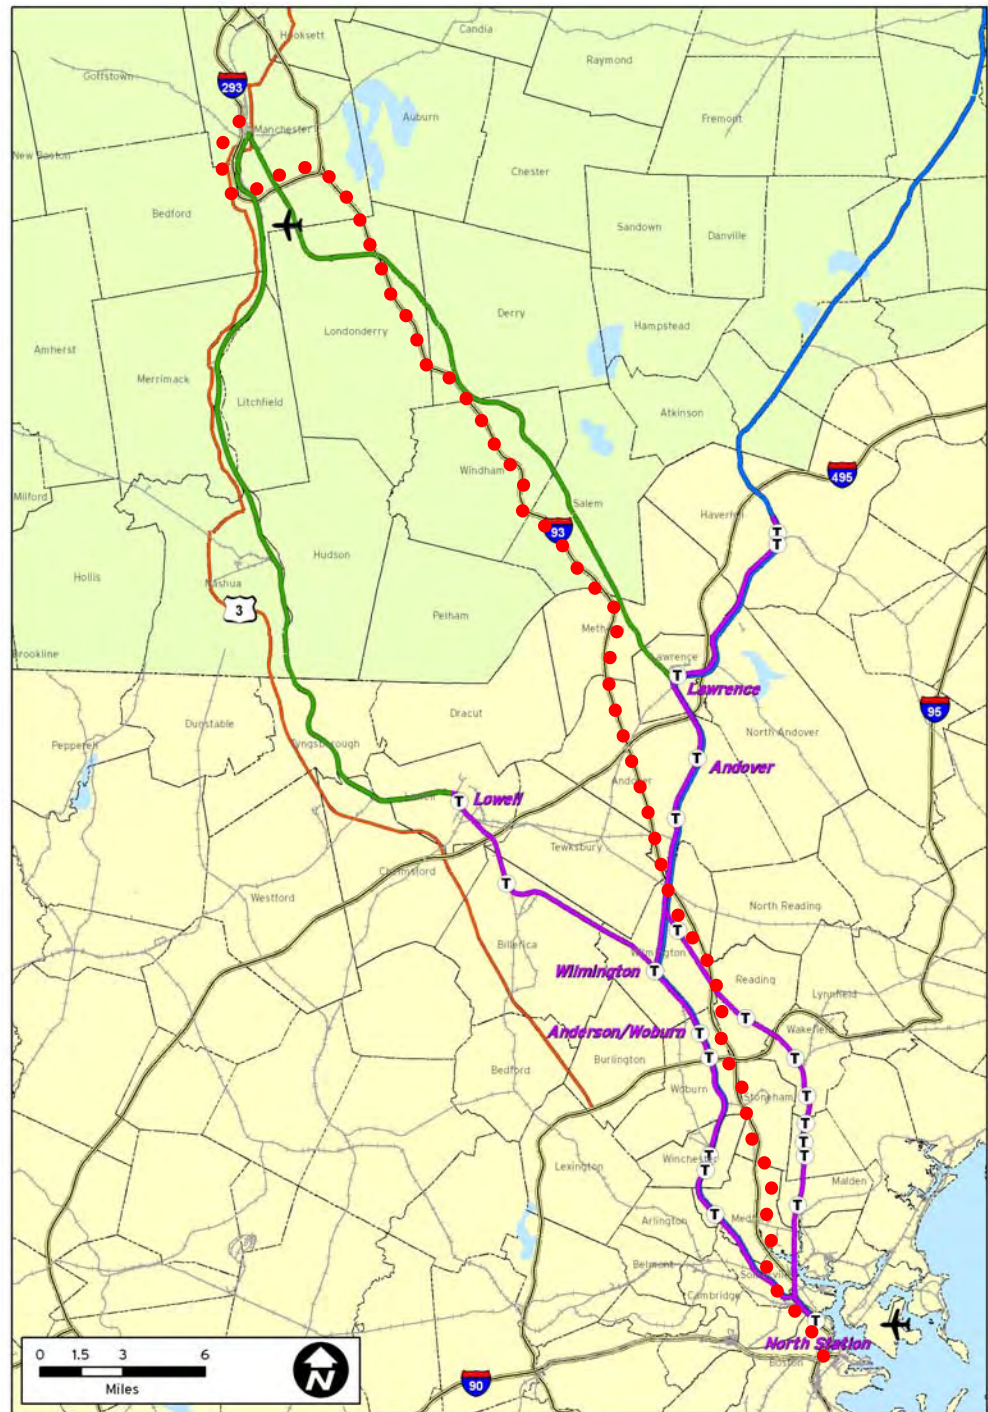 Hooksett
Candia
Raymond
Goffstown
293
Auburn
Fremont
Manchester
New Boston
Chester
Bedford
Sandown
Danville
Derry
Londonderry
Hampstead
Amherst
Merrimack
Litchfield
Atkinson
Windham
495
Milford
Salem
Haverhill
93
Hudson
Hollis
Nashua
3
Pelham
Brookline
Lawrence
T
Lawrence
95
Dracut
Dunstable
North Andover
Pepperell
Tyngsborough
T
Andover
Andover
T
Lowell
T
Tewksbury
Chelmsford
T
Westford
North Reading
T
Billerica
Wilmington
Wilmington
T
Reading
Lynnfield
T
Anderson/Woburn
T
Wakefield
T
T
Burlington
Bedford
Woburn
T
Stoneham
T
T
T
T
Winchester
T
Lexington
Malden
T
Arlington
T
Belmont
Cambridge
T
North Station
Boston
0 1.5 3 6
Miles
N
90